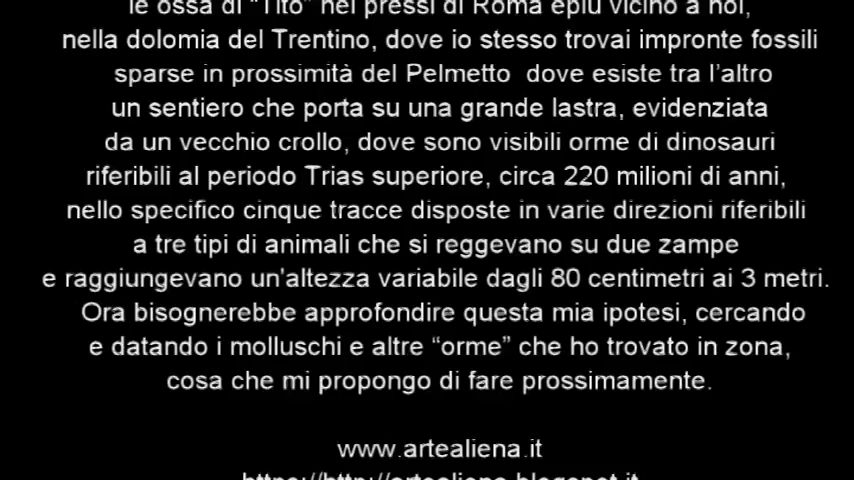 le ossa di “Tito” nei pressi di Roma epiù vicino a noi,
nella dolomia del Trentino, dove io stesso trovai impronte fossili
sparse in prossimità del Pelmetto dove esiste tra l’altro
un sentiero che porta su una grande lastra, evidenziata
da un vecchio crollo, dove sono visibili orme di dinosauri
riferibili al periodo Trias superiore, circa 220 milioni di anni,
nello specifico cinque tracce disposte in varie direzioni riferibili
a tre tipi di animali che si reggevano su due zampe
e raggiungevano un'altezza variabile dagli 80 centimetri ai 3 metri.
Ora bisognerebbe approfondire questa mia ipotesi, cercando
e datando i molluschi e altre “orme” che ho trovato in zona,
cosa che mi propongo di fare prossimamente.
www.artealiena.it
https://http://artealiena.blogspot.it